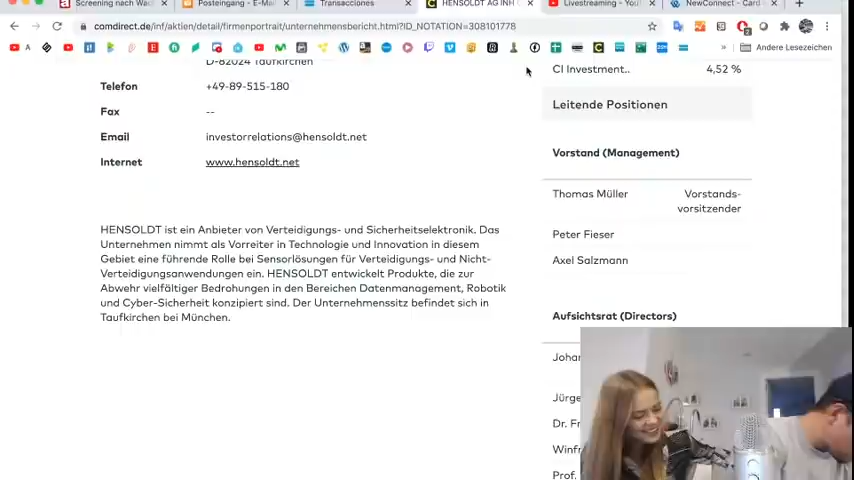 Screening nach Wac
Posteingang - E-Ma
Transacciones
HENSOLDT AG INH O
Livestreaming - YouT
NewConnect - Card
comdirect.de/inf/aktien/detail/firmenportrait/unternehmensbericht.html?ID_NOTATION=308101778
Andere Lesezeichen
D-82024 Taufkirchen
Telefon +49-89-515-180
Fax --
Email investorrelations@hensoldt.net
Internet www.hensoldt.net
HENSOLDT ist ein Anbieter von Verteidigungs- und Sicherheitselektronik. Das
Unternehmen nimmt als Vorreiter in Technologie und Innovation in diesem
Gebiet eine führende Rolle bei Sensorlösungen für Verteidigungs- und Nicht-
Verteidigungsanwendungen ein. HENSOLDT entwickelt Produkte, die zur
Abwehr vielfältiger Bedrohungen in den Bereichen Datenmanagement, Robotik
und Cyber-Sicherheit konzipiert sind. Der Unternehmenssitz befindet sich in
Taufkirchen bei München.
CI Investment.. 4,52 %
Leitende Positionen
Vorstand (Management)
Thomas Müller Vorstands-
vorsitzender
Peter Fieser
Axel Salzmann
Aufsichtsrat (Directors)
Johan
Jürge
Dr. Fr
Winfr
Prof.